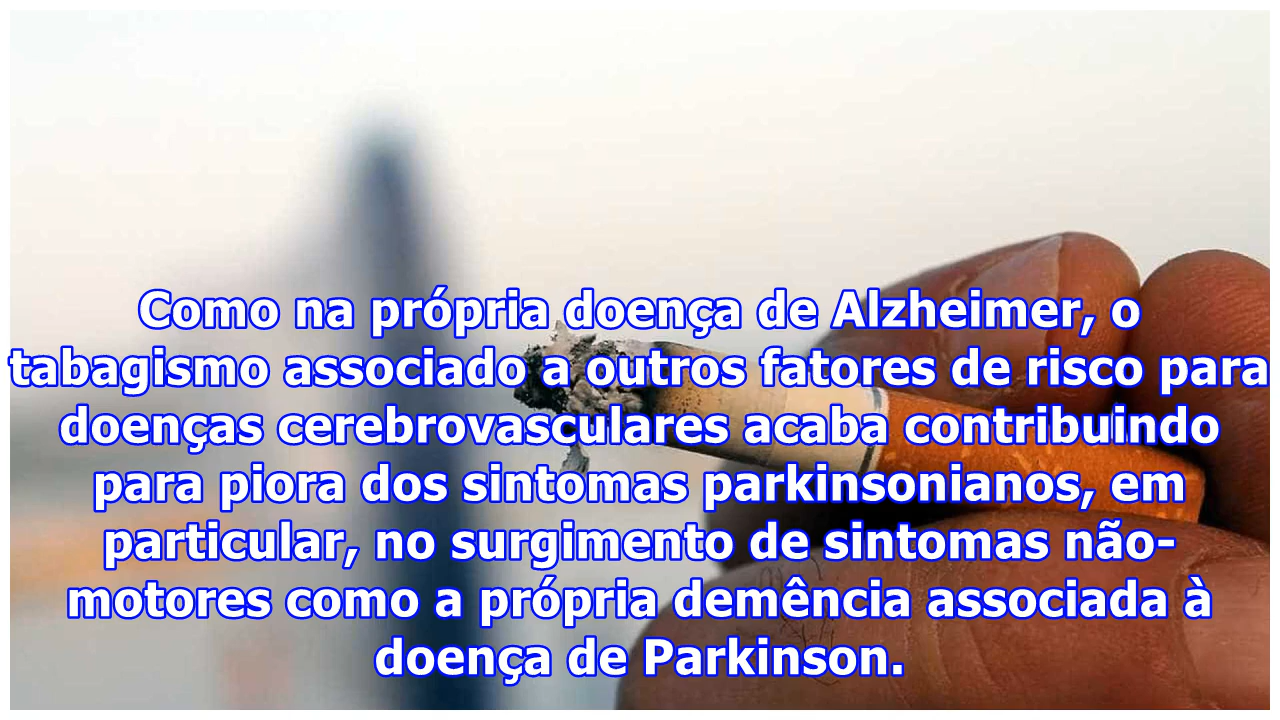 Como na própria doença de Alzheimer, o
tabagismo associado a outros fatores de risco para
doenças cerebrovasculares acaba contribuindo
para piora dos sintomas parkinsonianos, em
particular, no surgimento de sintomas não-
motores como a própria demência associada à
doença de Parkinson.